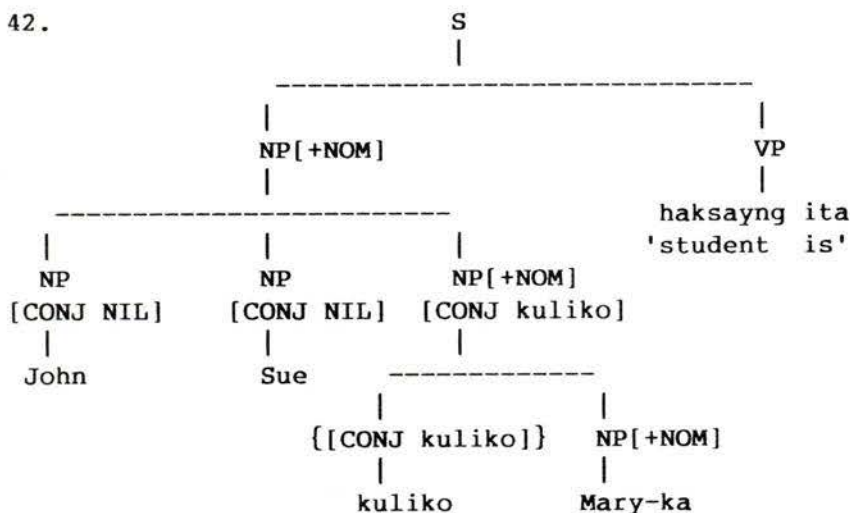 42. S
NP[+NOM] VP
haksayng ita
'student is'
NP NP NP[+NOM]
[CONJ NIL] [CONJ NIL] [CONJ kuliko]
John Sue
{[CONJ kuliko]} NP[+NOM]
kuliko Mary-ka